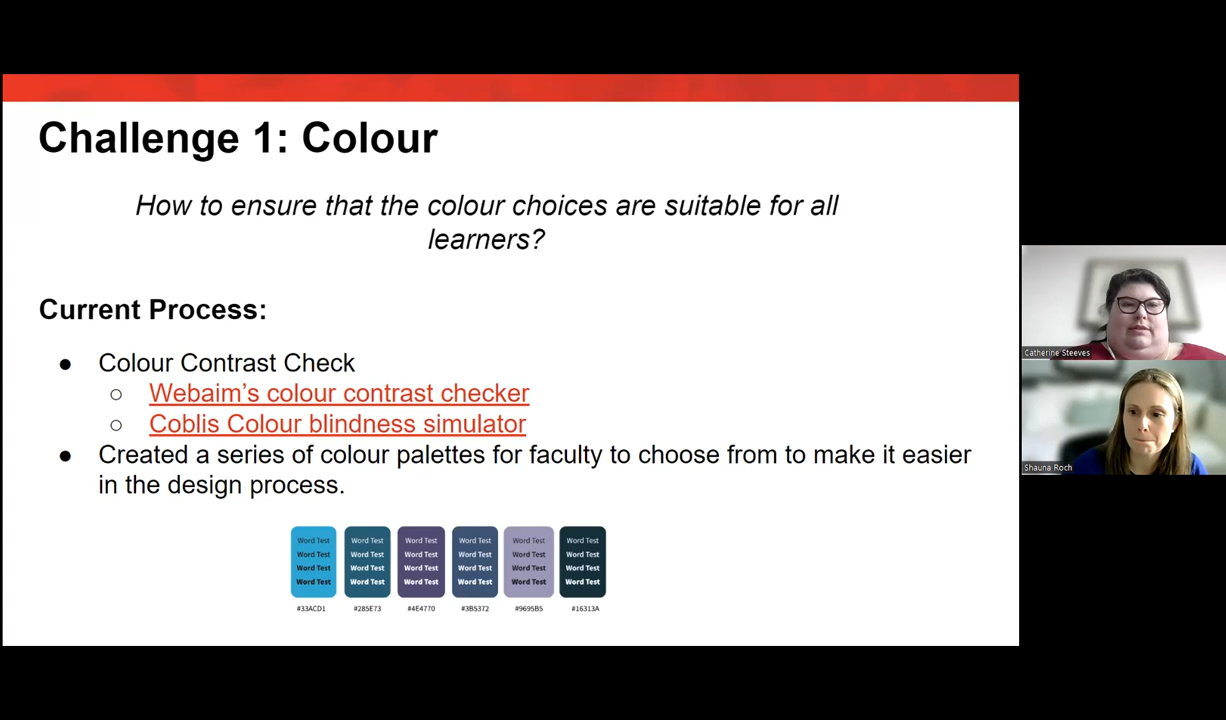 Challenge 1: Colour
How to ensure that the colour choices are suitable for all
learners?
Current Process:
● Colour Contrast Check
○ Webaim’s colour contrast checker
○ Coblis Colour blindness simulator
● Created a series of colour palettes for faculty to choose from to make it easier
in the design process.
Word Test Word Test Word Test Word Test Word Test Word Test
Word Test Word Test Word Test Word Test Word Test Word Test
Word Test Word Test Word Test Word Test Word Test Word Test
Word Test Word Test Word Test Word Test Word Test Word Test
#33ACD1 #285E73 #4E4770 #3B5372 #9695B5 #16313A
Catherine Steeves
Shauna Roch